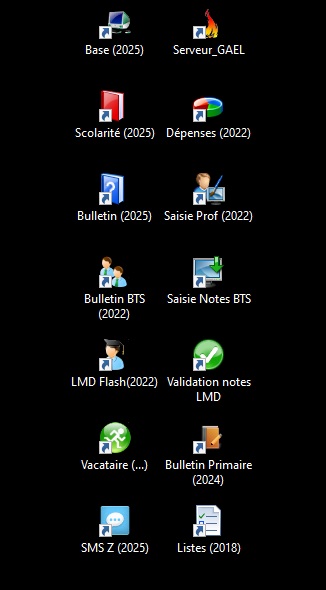 Base (2025)
Serveur_GAEL
Scolarité (2025)
Dépenses (2022)
Bulletin (2025)
Saisie Prof (2022)
Bulletin BTS
(2022)
Saisie Notes BTS
LMD Flash(2022)
Validation notes
LMD
Vacataire (...)
Bulletin Primaire
(2024)
SMS Z (2025)
Listes (2018)